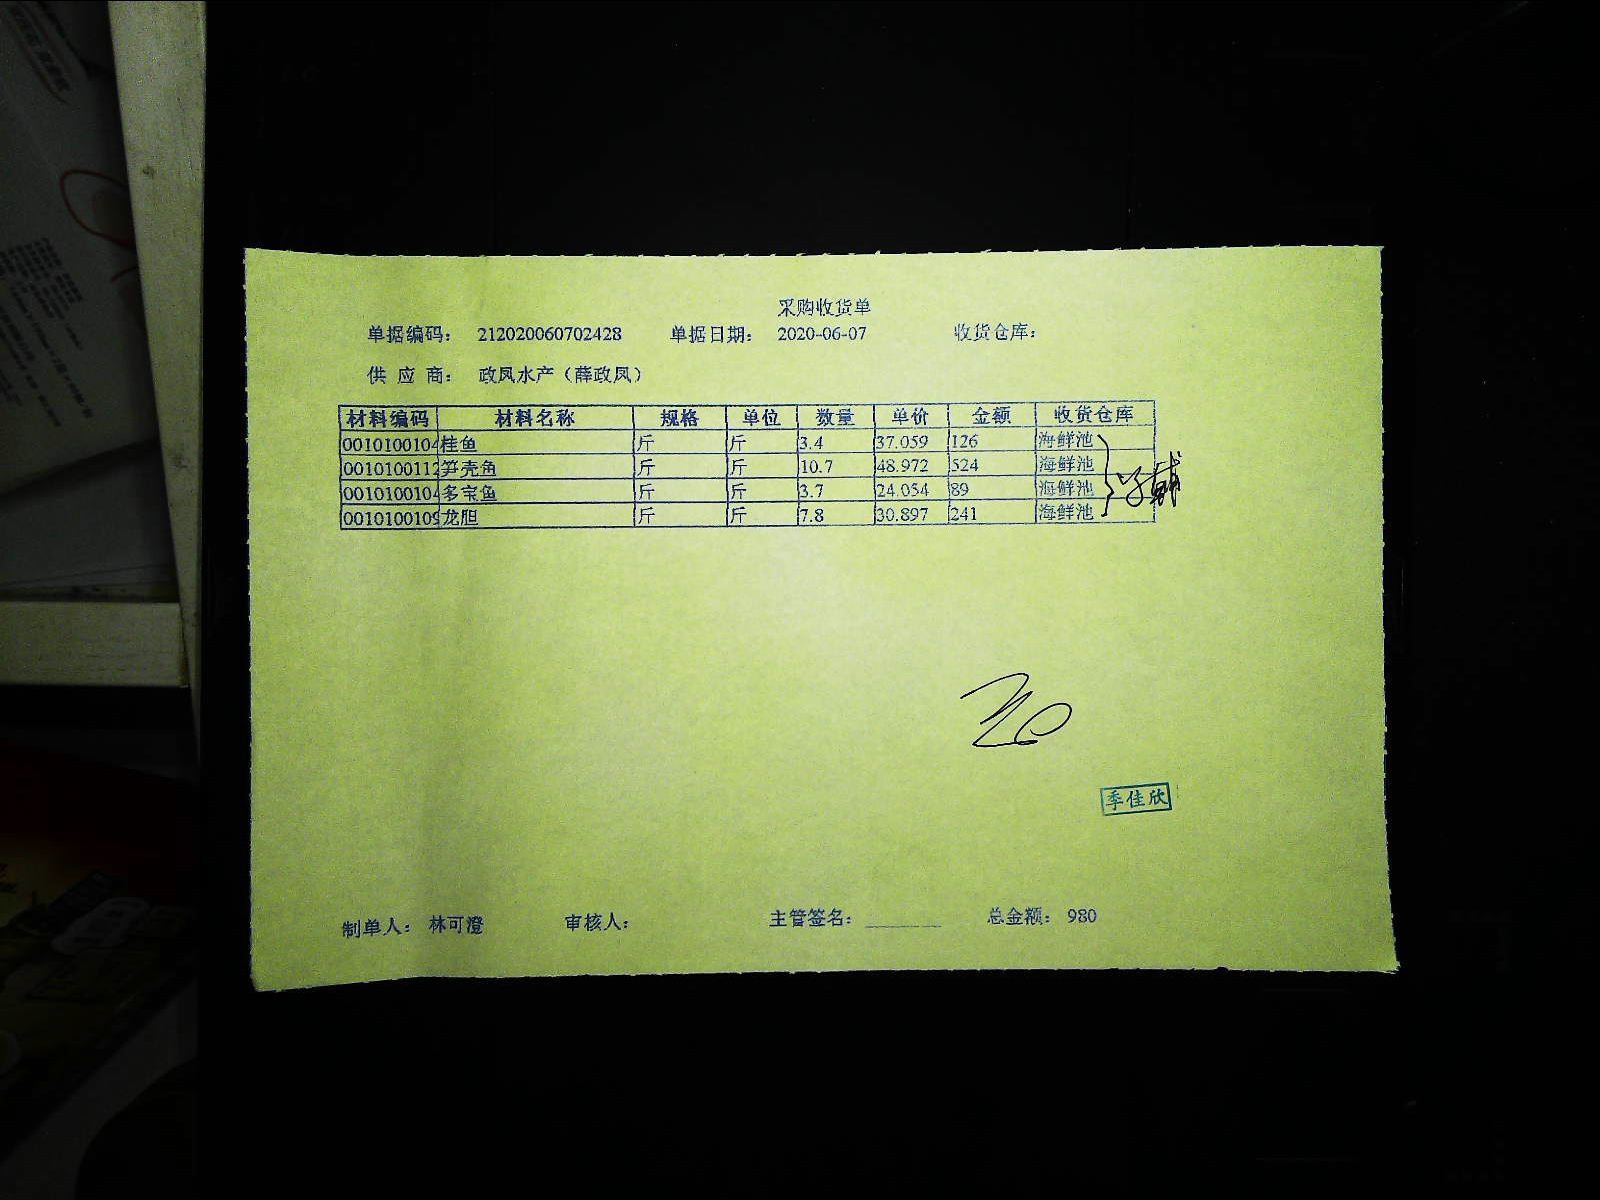 采购收货单
单据编码： 212020060702428 单据日期： 2020-06-07 收货仓库：
供 应 商： 政凤水产（薛政凤）
材料编码 材料名称 规格 单位 数量 单价 金额 收货仓库
0010100104 桂鱼 斤 斤 3.4 37.059 126 海鲜池
0010100112 笋壳鱼 斤 斤 10.7 48.972 524 海鲜池
0010100104 多宝鱼 斤 斤 3.7 24.054 89 海鲜池
0010100109 龙胆 斤 斤 7.8 30.897 241 海鲜池
季佳欣
制单人： 林可澄 审核人： 主管签名： 总金额： 980